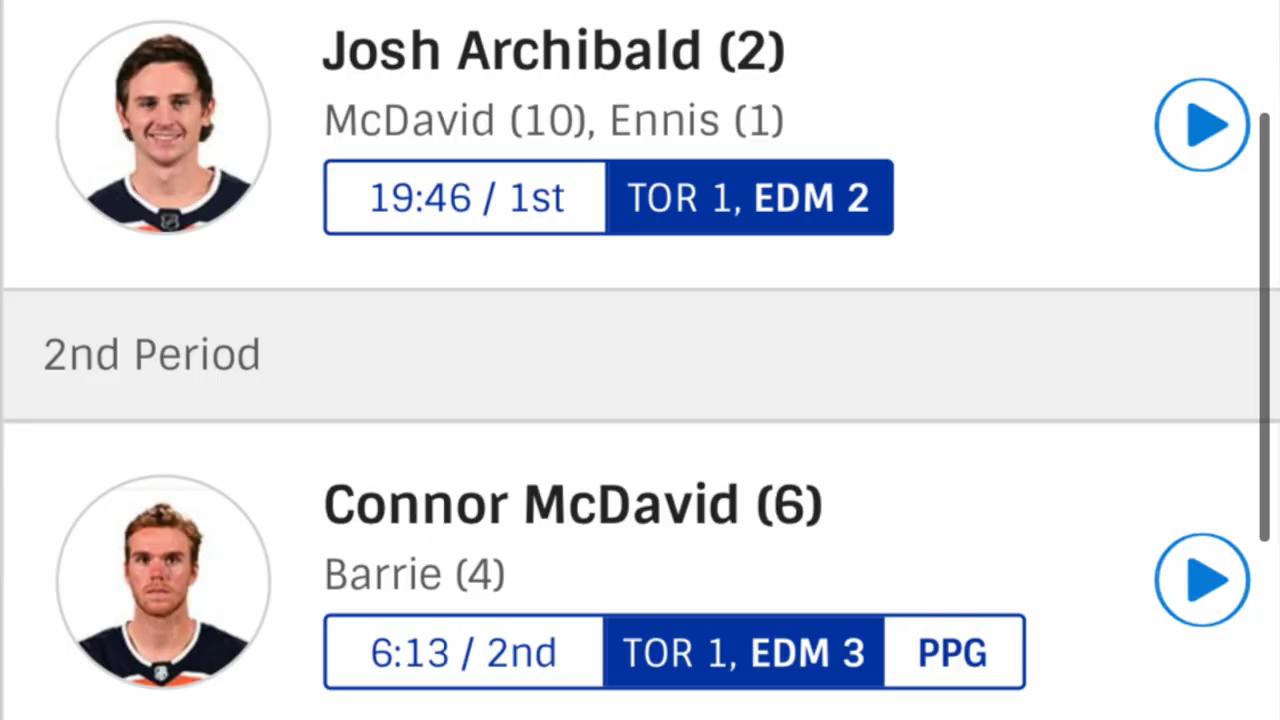 Josh Archibald (2)
McDavid (10), Ennis (1)
19:46 / 1st TOR 1, EDM 2
2nd Period
Connor McDavid (6)
Barrie (4)
6:13 / 2nd TOR 1, EDM 3 PPG